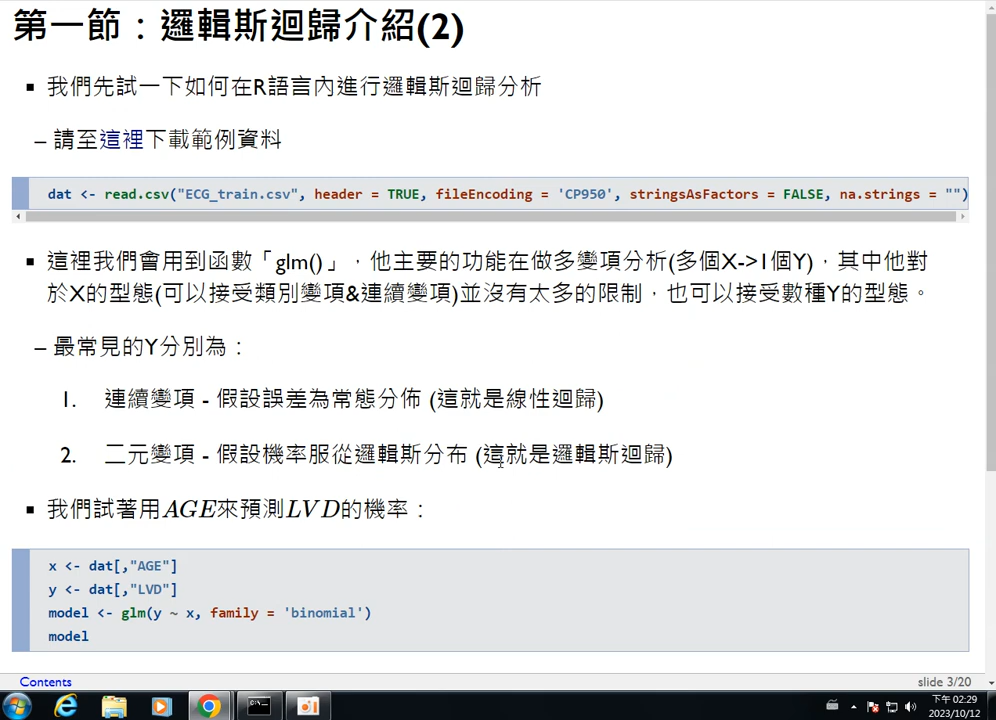 第一節：邏輯斯迴歸介紹(2)
▪ 我們先試一下如何在R語言內進行邏輯斯迴歸分析
– 請至這裡下載範例資料
dat <- read.csv("ECG_train.csv", header = TRUE, fileEncoding = 'CP950', stringsAsFactors = FALSE, na.strings = "")
▪ 這裡我們會用到函數「glm()」，他主要的功能在做多變項分析(多個X->1個Y)，其中他對
於X的型態(可以接受類別變項&連續變項)並沒有太多的限制，也可以接受數種Y的型態。
– 最常見的Y分別為：
1. 連續變項 - 假設誤差為常態分佈 (這就是線性迴歸)
2. 二元變項 - 假設機率服從邏輯斯分布 (這就是邏輯斯迴歸)
▪ 我們試著用AGE來預測LVD的機率：
x <- dat[,"AGE"]
y <- dat[,"LVD"]
model <- glm(y ~ x, family = 'binomial')
model
Contents
slide 3/20
下午 02:29
2023/10/12